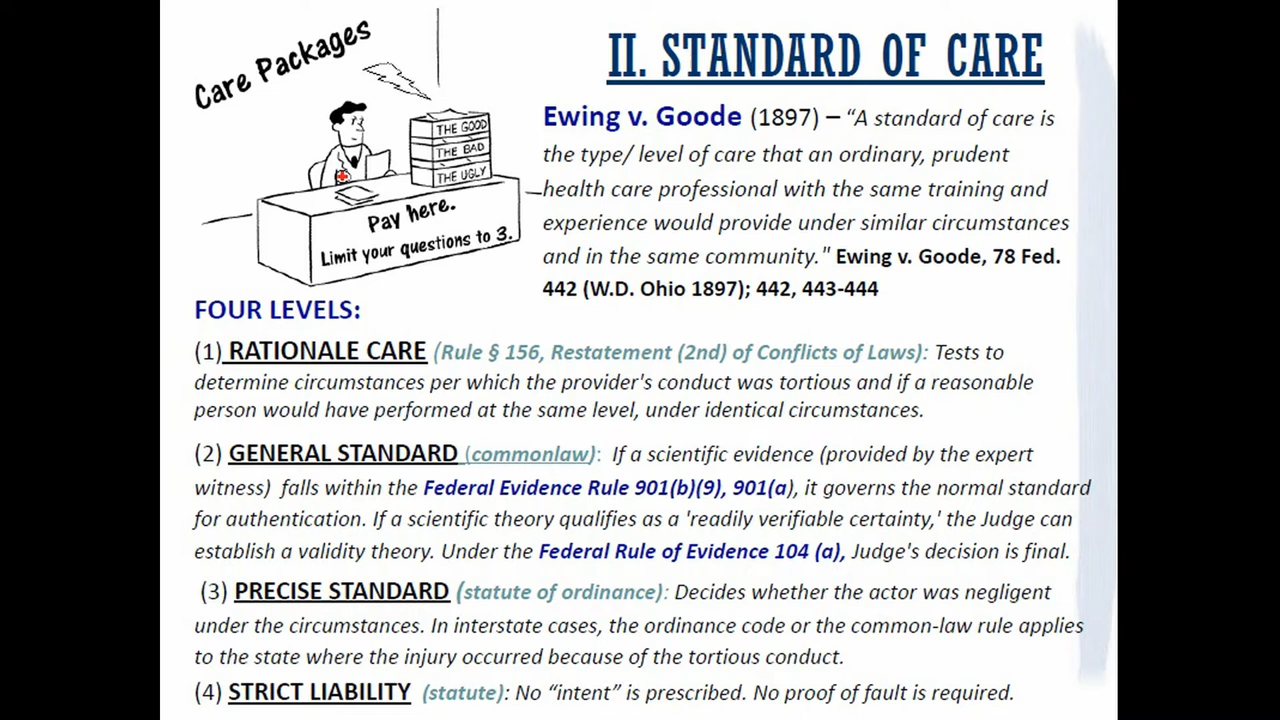 Care Packages
THE GOOD
THE BAD
THE UGLY
Pay here.
Limit your questions to 3.
II. STANDARD OF CARE
Ewing v. Goode (1897) – “A standard of care is
the type/ level of care that an ordinary, prudent
health care professional with the same training and
experience would provide under similar circumstances
and in the same community." Ewing v. Goode, 78 Fed.
442 (W.D. Ohio 1897); 442, 443-444
FOUR LEVELS:
(1) RATIONALE CARE (Rule § 156, Restatement (2nd) of Conflicts of Laws): Tests to
determine circumstances per which the provider's conduct was tortious and if a reasonable
person would have performed at the same level, under identical circumstances.
(2) GENERAL STANDARD (commonlaw): If a scientific evidence (provided by the expert
witness) falls within the Federal Evidence Rule 901(b)(9), 901(a), it governs the normal standard
for authentication. If a scientific theory qualifies as a 'readily verifiable certainty,' the Judge can
establish a validity theory. Under the Federal Rule of Evidence 104 (a), Judge's decision is final.
(3) PRECISE STANDARD (statute of ordinance): Decides whether the actor was negligent
under the circumstances. In interstate cases, the ordinance code or the common-law rule applies
to the state where the injury occurred because of the tortious conduct.
(4) STRICT LIABILITY (statute): No “intent” is prescribed. No proof of fault is required.